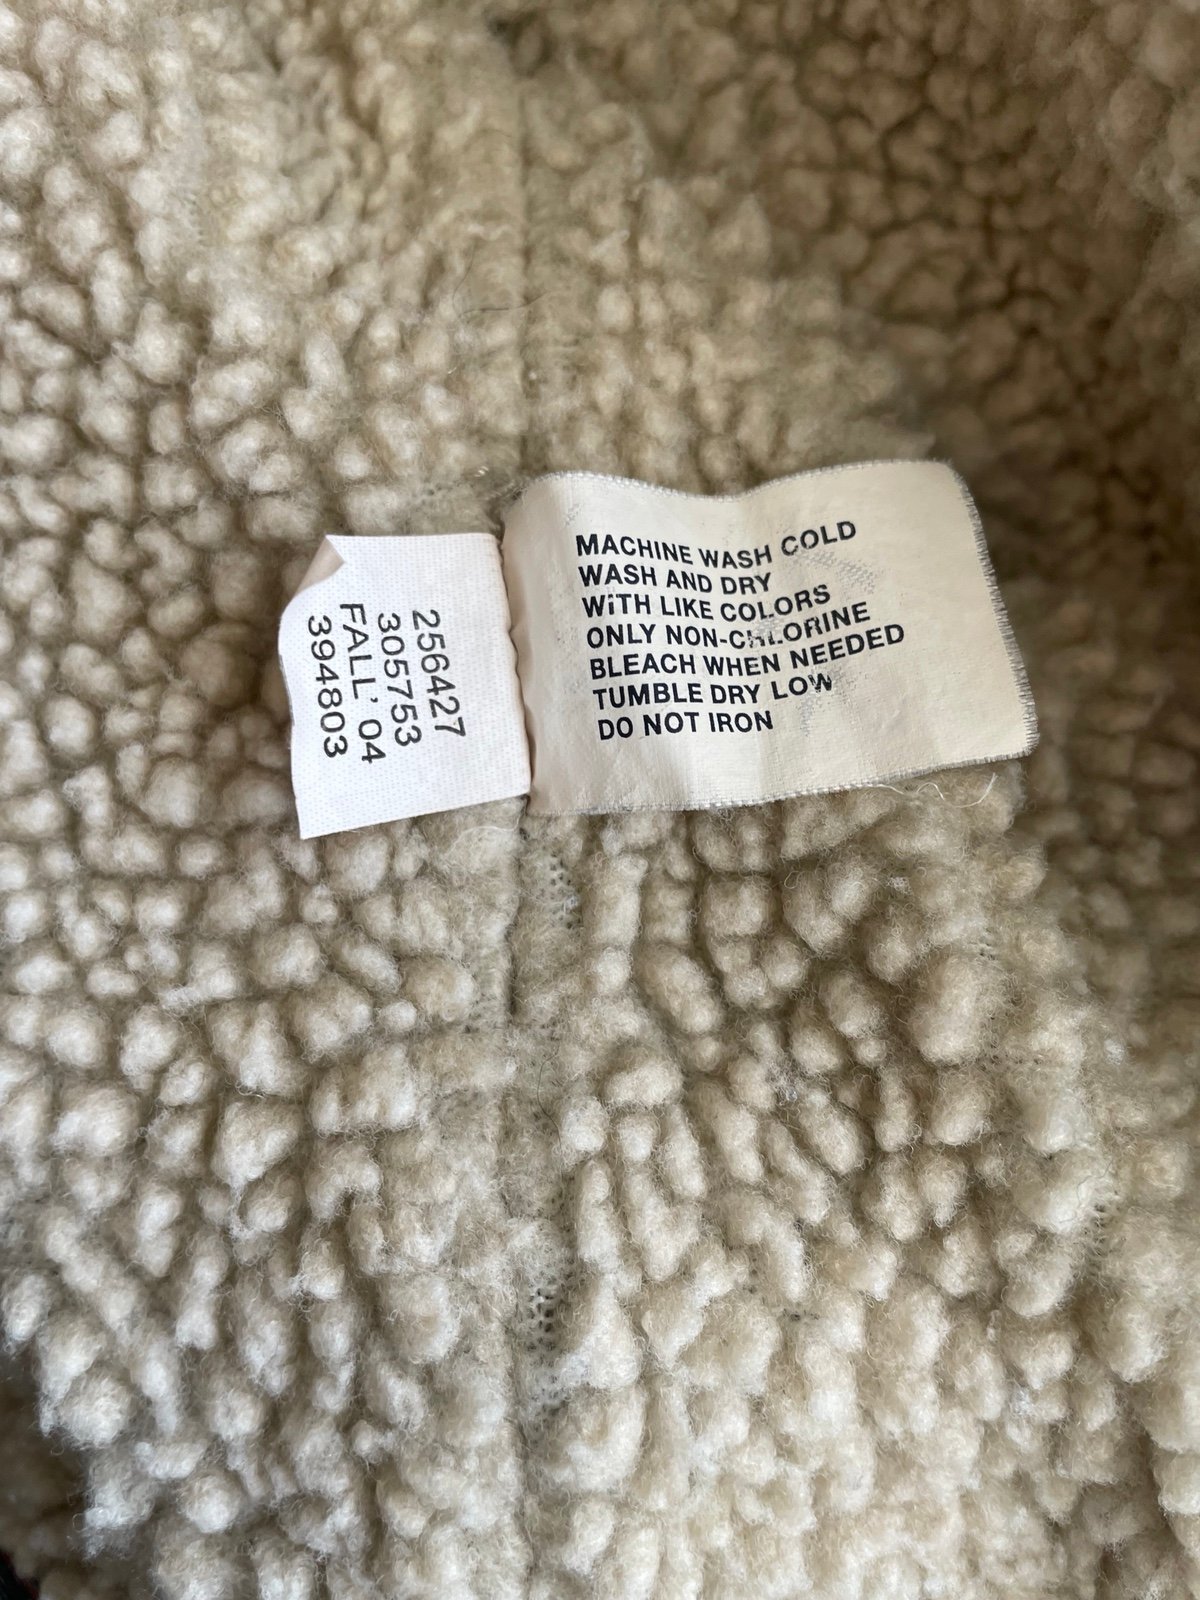 256427
305753
FALL' 04
394803
MACHINE WASH COLD
WASH AND DRY
WiTH LIKE COLORS
ONLY NON-CHLORINE
BLEACH WHEN NEEDED
TUMBLE DRY LOW
DO NOT IRON